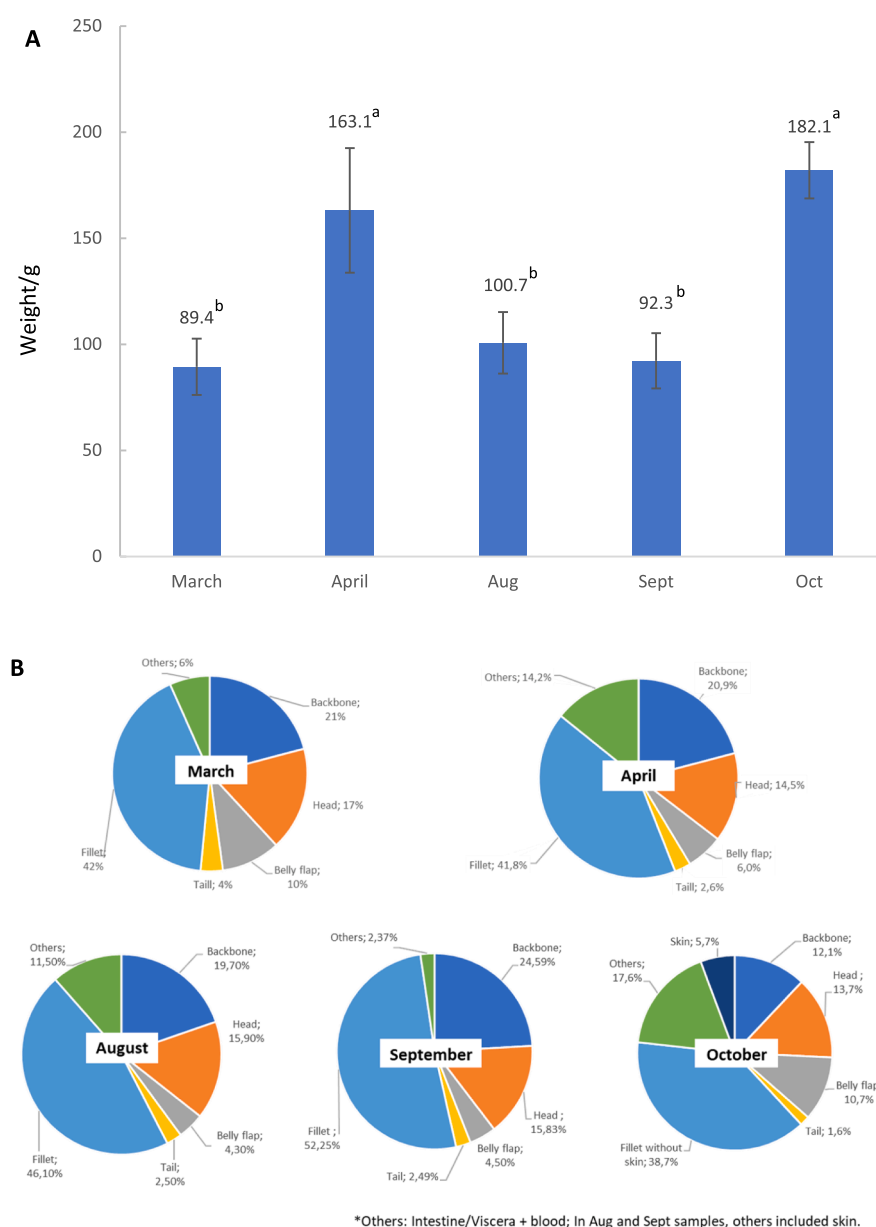 A
250
200
150
100
50
0
Weight/g
89.4b
163.1a
100.7b
92.3b
182.1a
March
April
Aug
Sept
Oct
B
Others; 6%
Backbone;
21%
Head; 17%
Belly flap;
10%
Taill; 4%
Fillet;
42%
March
Others; 14,2%
Backbone;
20,9%
Head; 14,5%
Belly flap;
6,0%
Taill; 2,6%
Fillet; 41,8%
April
Others;
11,50%
Backbone;
19,70%
Head;
15,90%
Belly flap;
4,30%
Tail;
2,50%
Fillet;
46,10%
August
Others; 2,37%
Backbone;
24,59%
Head ;
15,83%
Belly flap;
4,50%
Tail; 2,49%
Fillet ;
52,25%
September
Skin; 5,7%
Backbone;
12,1%
Head ;
13,7%
Belly flap
10,7%
Tail; 1,6%
Fillet without
skin; 38,7%
Others;
17,6%
October
*Others: Intestine/Viscera + blood; In Aug and Sept samples, others included skin.